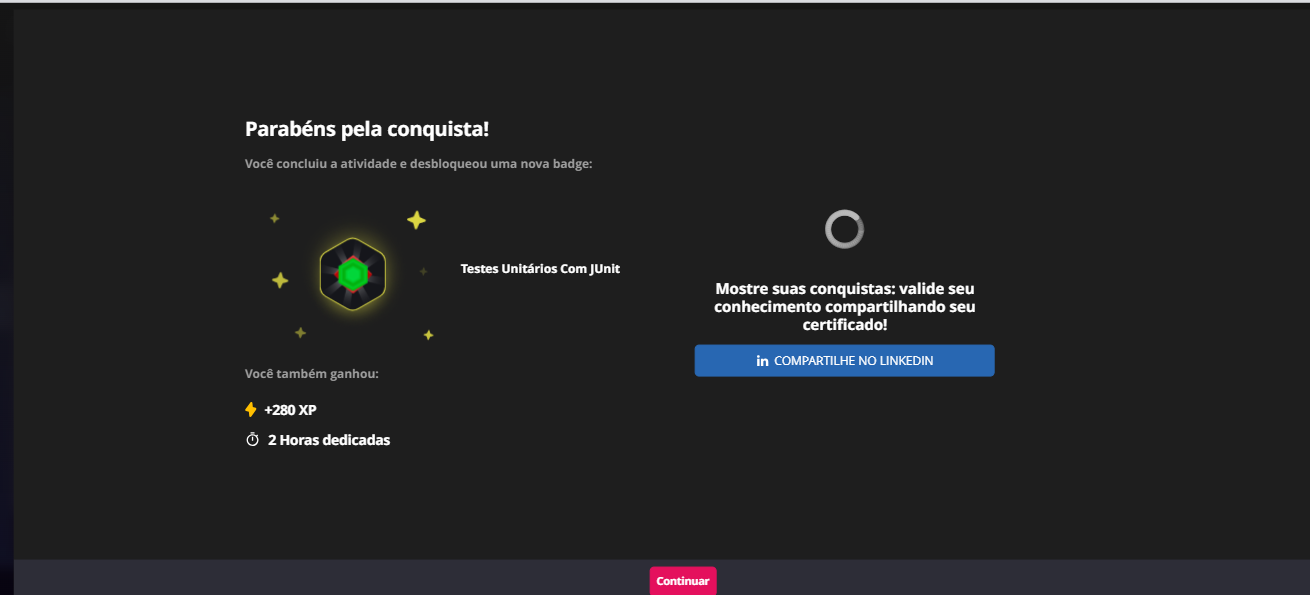 Parabéns pela conquista!
Você concluiu a atividade e desbloqueou uma nova badge:
Testes Unitários Com JUnit
Você também ganhou:
+280 XP
2 Horas dedicadas
Mostre suas conquistas: valide seu
conhecimento compartilhando seu
certificado!
in COMPARTILHE NO LINKEDIN
Continuar